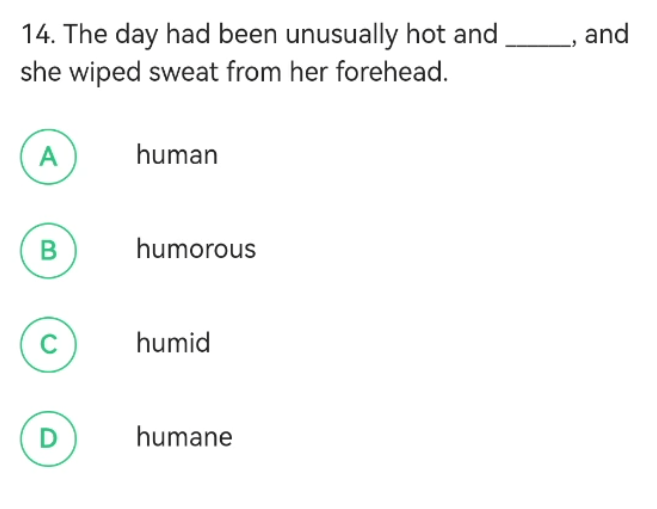 14. The day had been unusually hot and _____, and
she wiped sweat from her forehead.
A human
B humorous
C humid
D humane